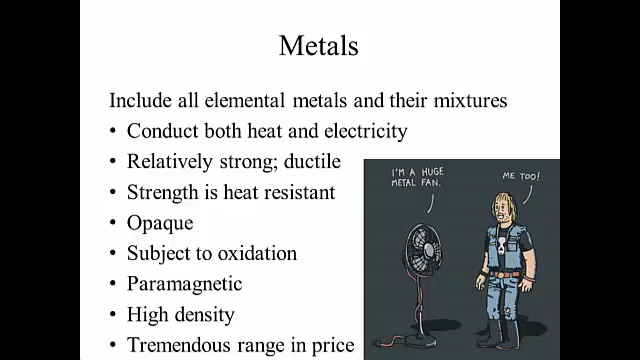 Metals
Include all elemental metals and their mixtures
• Conduct both heat and electricity
• Relatively strong; ductile
• Strength is heat resistant
• Opaque
• Subject to oxidation
• Paramagnetic
• High density
• Tremendous range in price
I'M A HUGE
METAL FAN.
ME TOO!